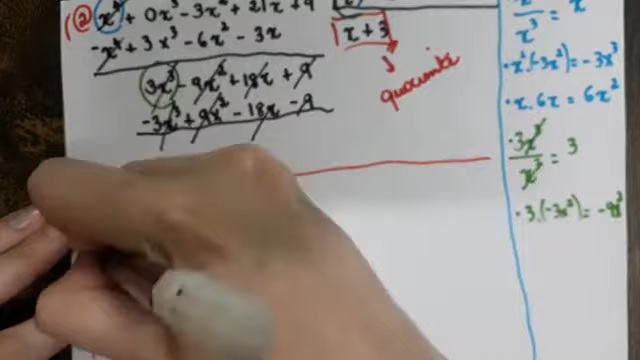 1 a) x⁴ + 0x³ - 3x² + 21x + 9
-x⁴ + 3x³ - 6x² - 3x
3x³ - 9x² + 18x + 9
-3x³ + 9x² - 18x - 9
x + 3
quociente
x³ = x
• x⁠.(-3x²) = -3x³
• x.6x = 6x²
• 3x³
x³ = 3
• 3.(-3x²) = -9x²